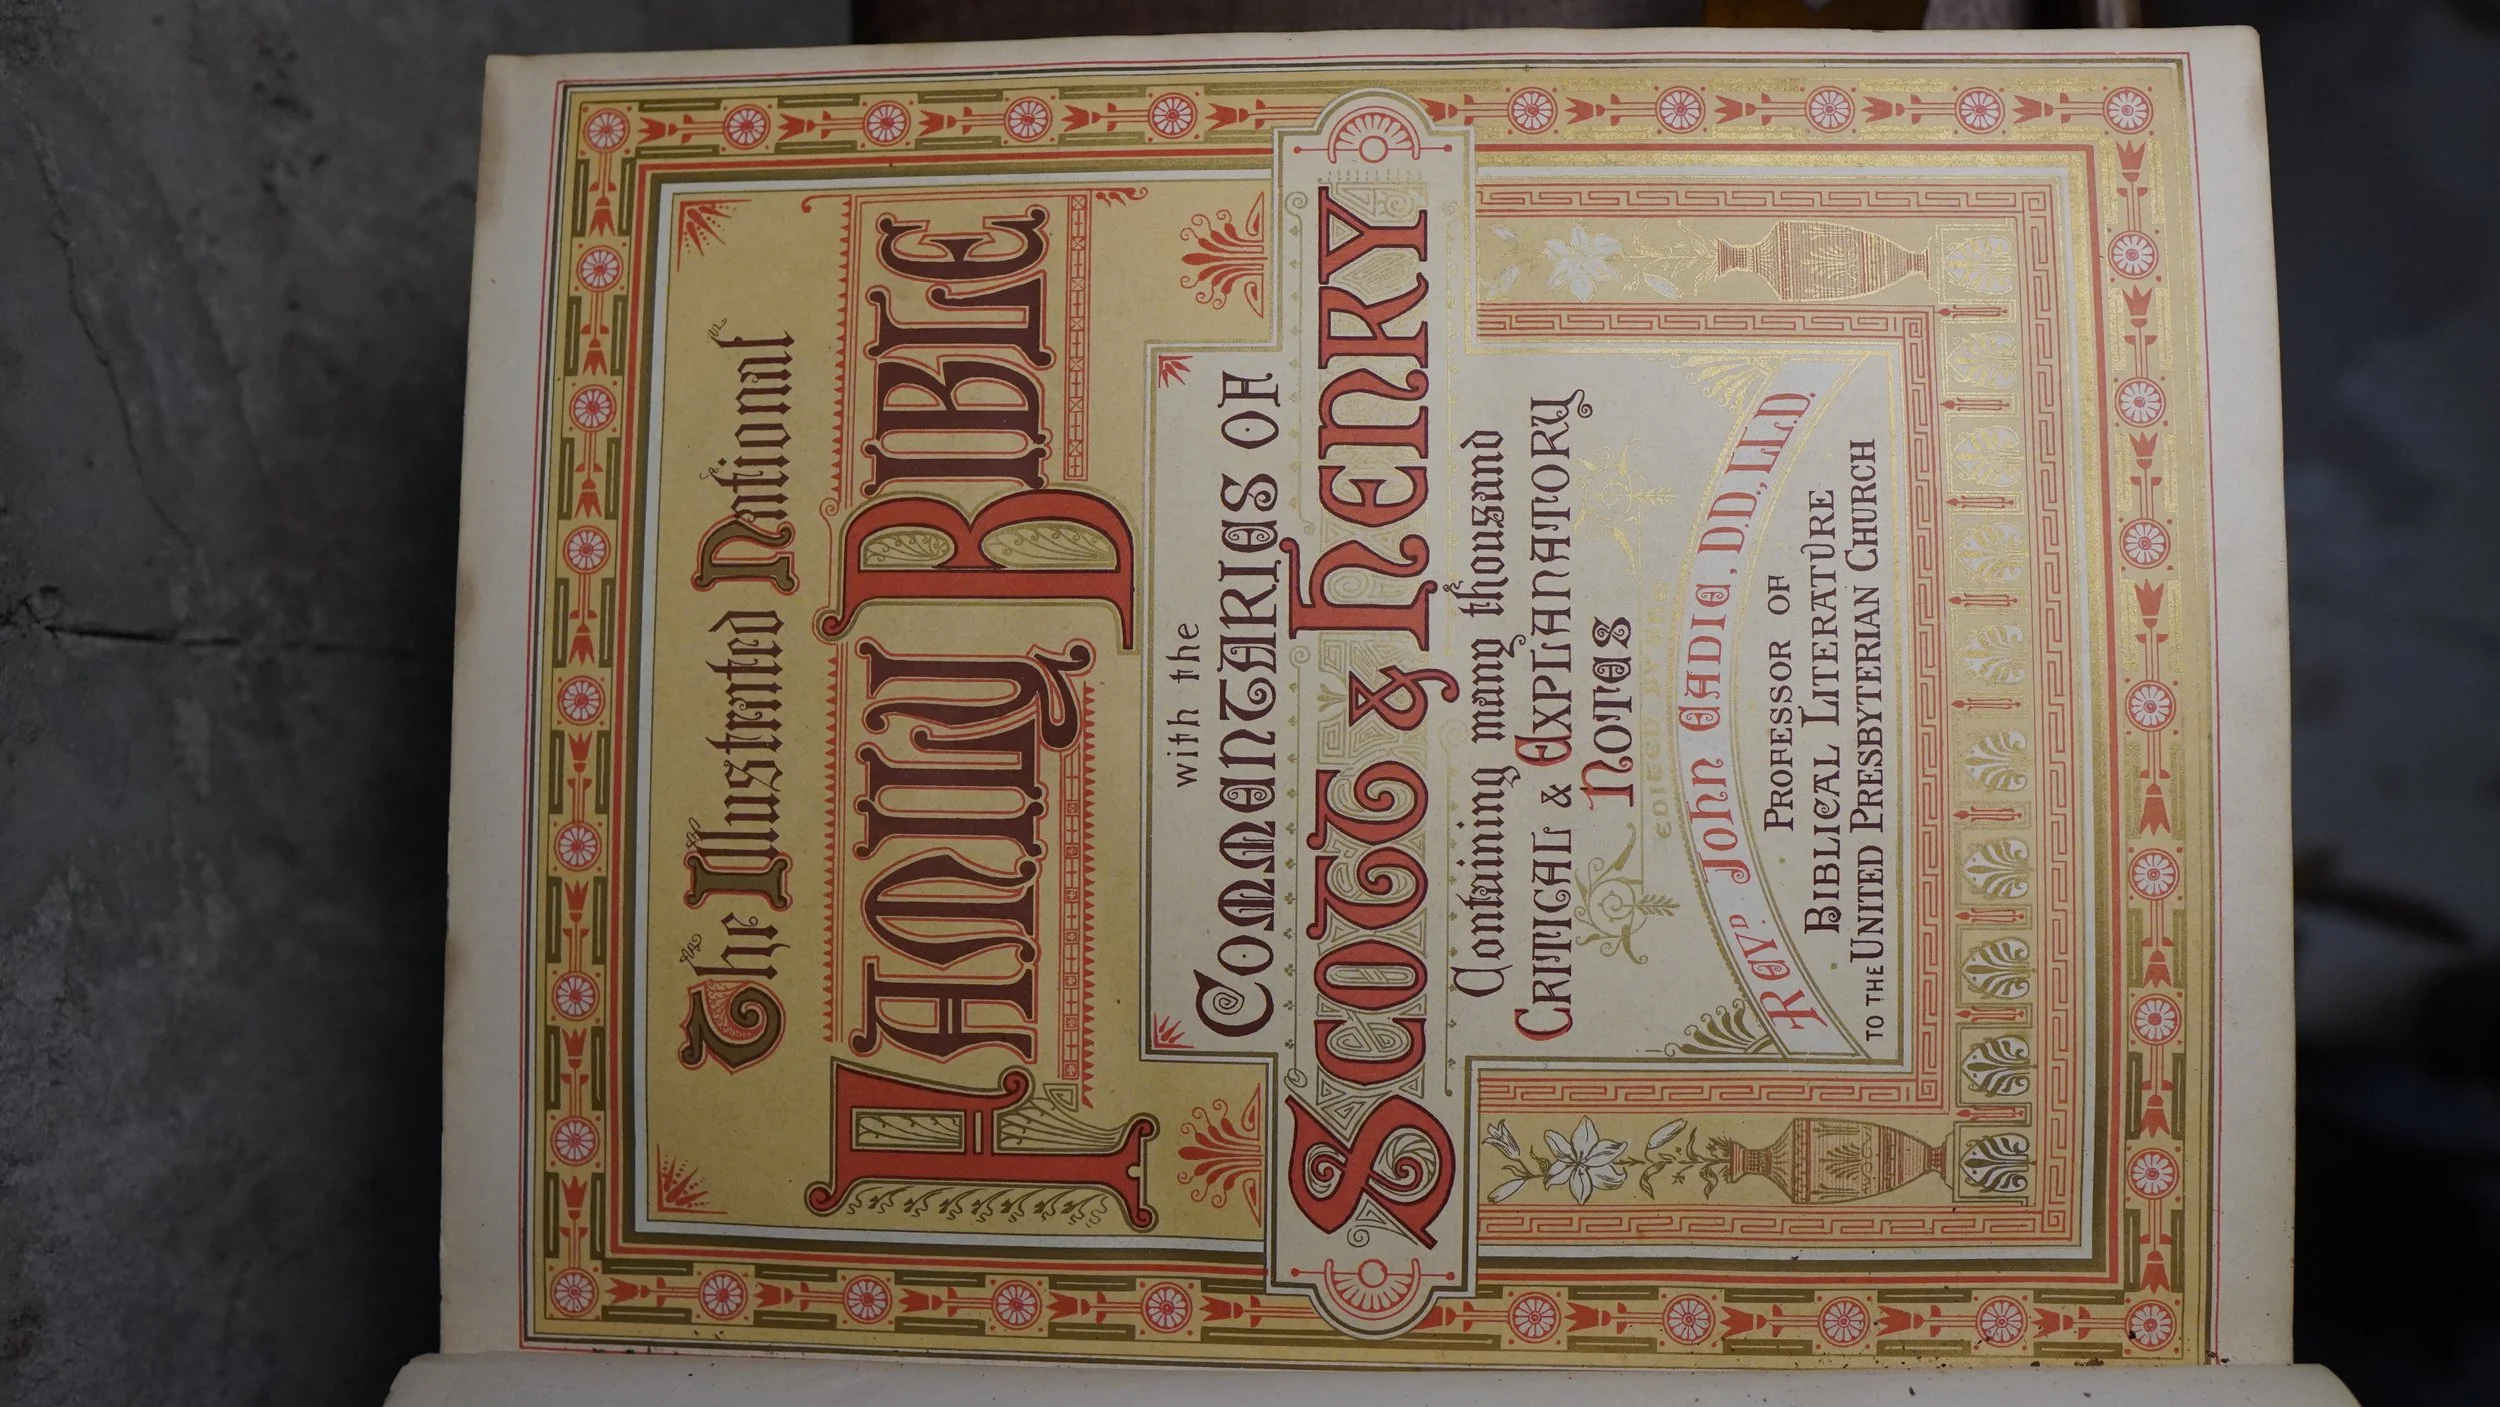 The Illustrated National
FAMILY BIBLE
with the
COMMENTARIES OF
SCOTT & HENRY
Containing many thousand
CRITICAL & EXPLANATORY
NOTES
EDITED BY THE
REVD JOHN EADIE, D.D., LL.D.
PROFESSOR OF
BIBLICAL LITERATURE
TO THE UNITED PRESBYTERIAN CHURCH